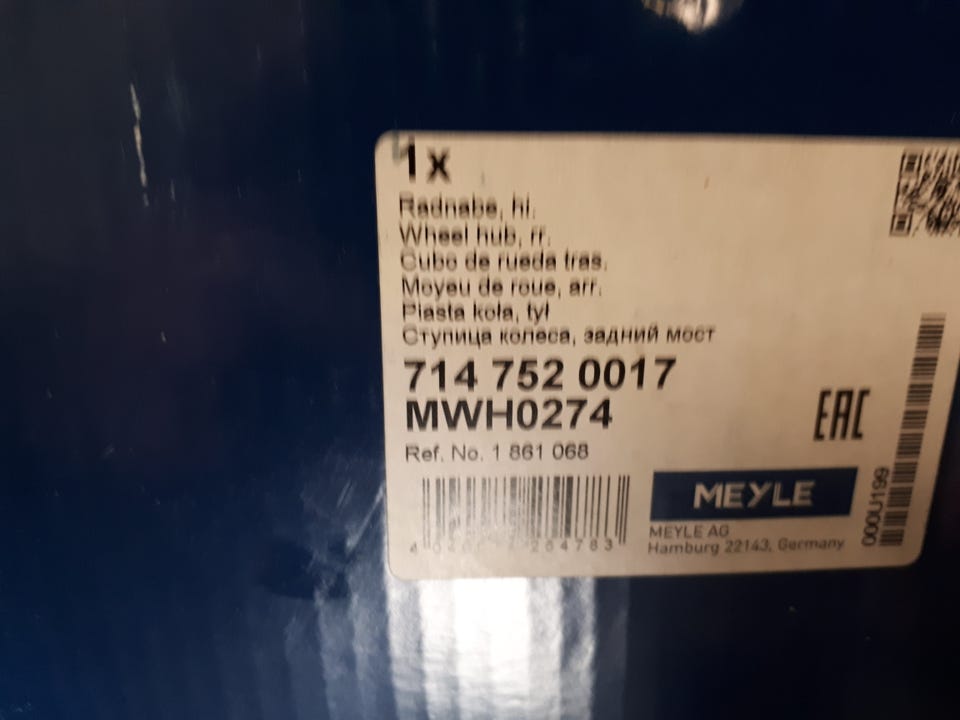 1x
Radnabe, hi.
Wheel hub, rr.
Cubo de rueda tras.
Moyeu de roue, arr.
Piasta koła, tył
Ступица колеса, задний мост
714 752 0017
MWH0274
EAC
Ref. No. 1 861 068
MEYLE
MEYLE AG
Hamburg 22143, Germany
000U199